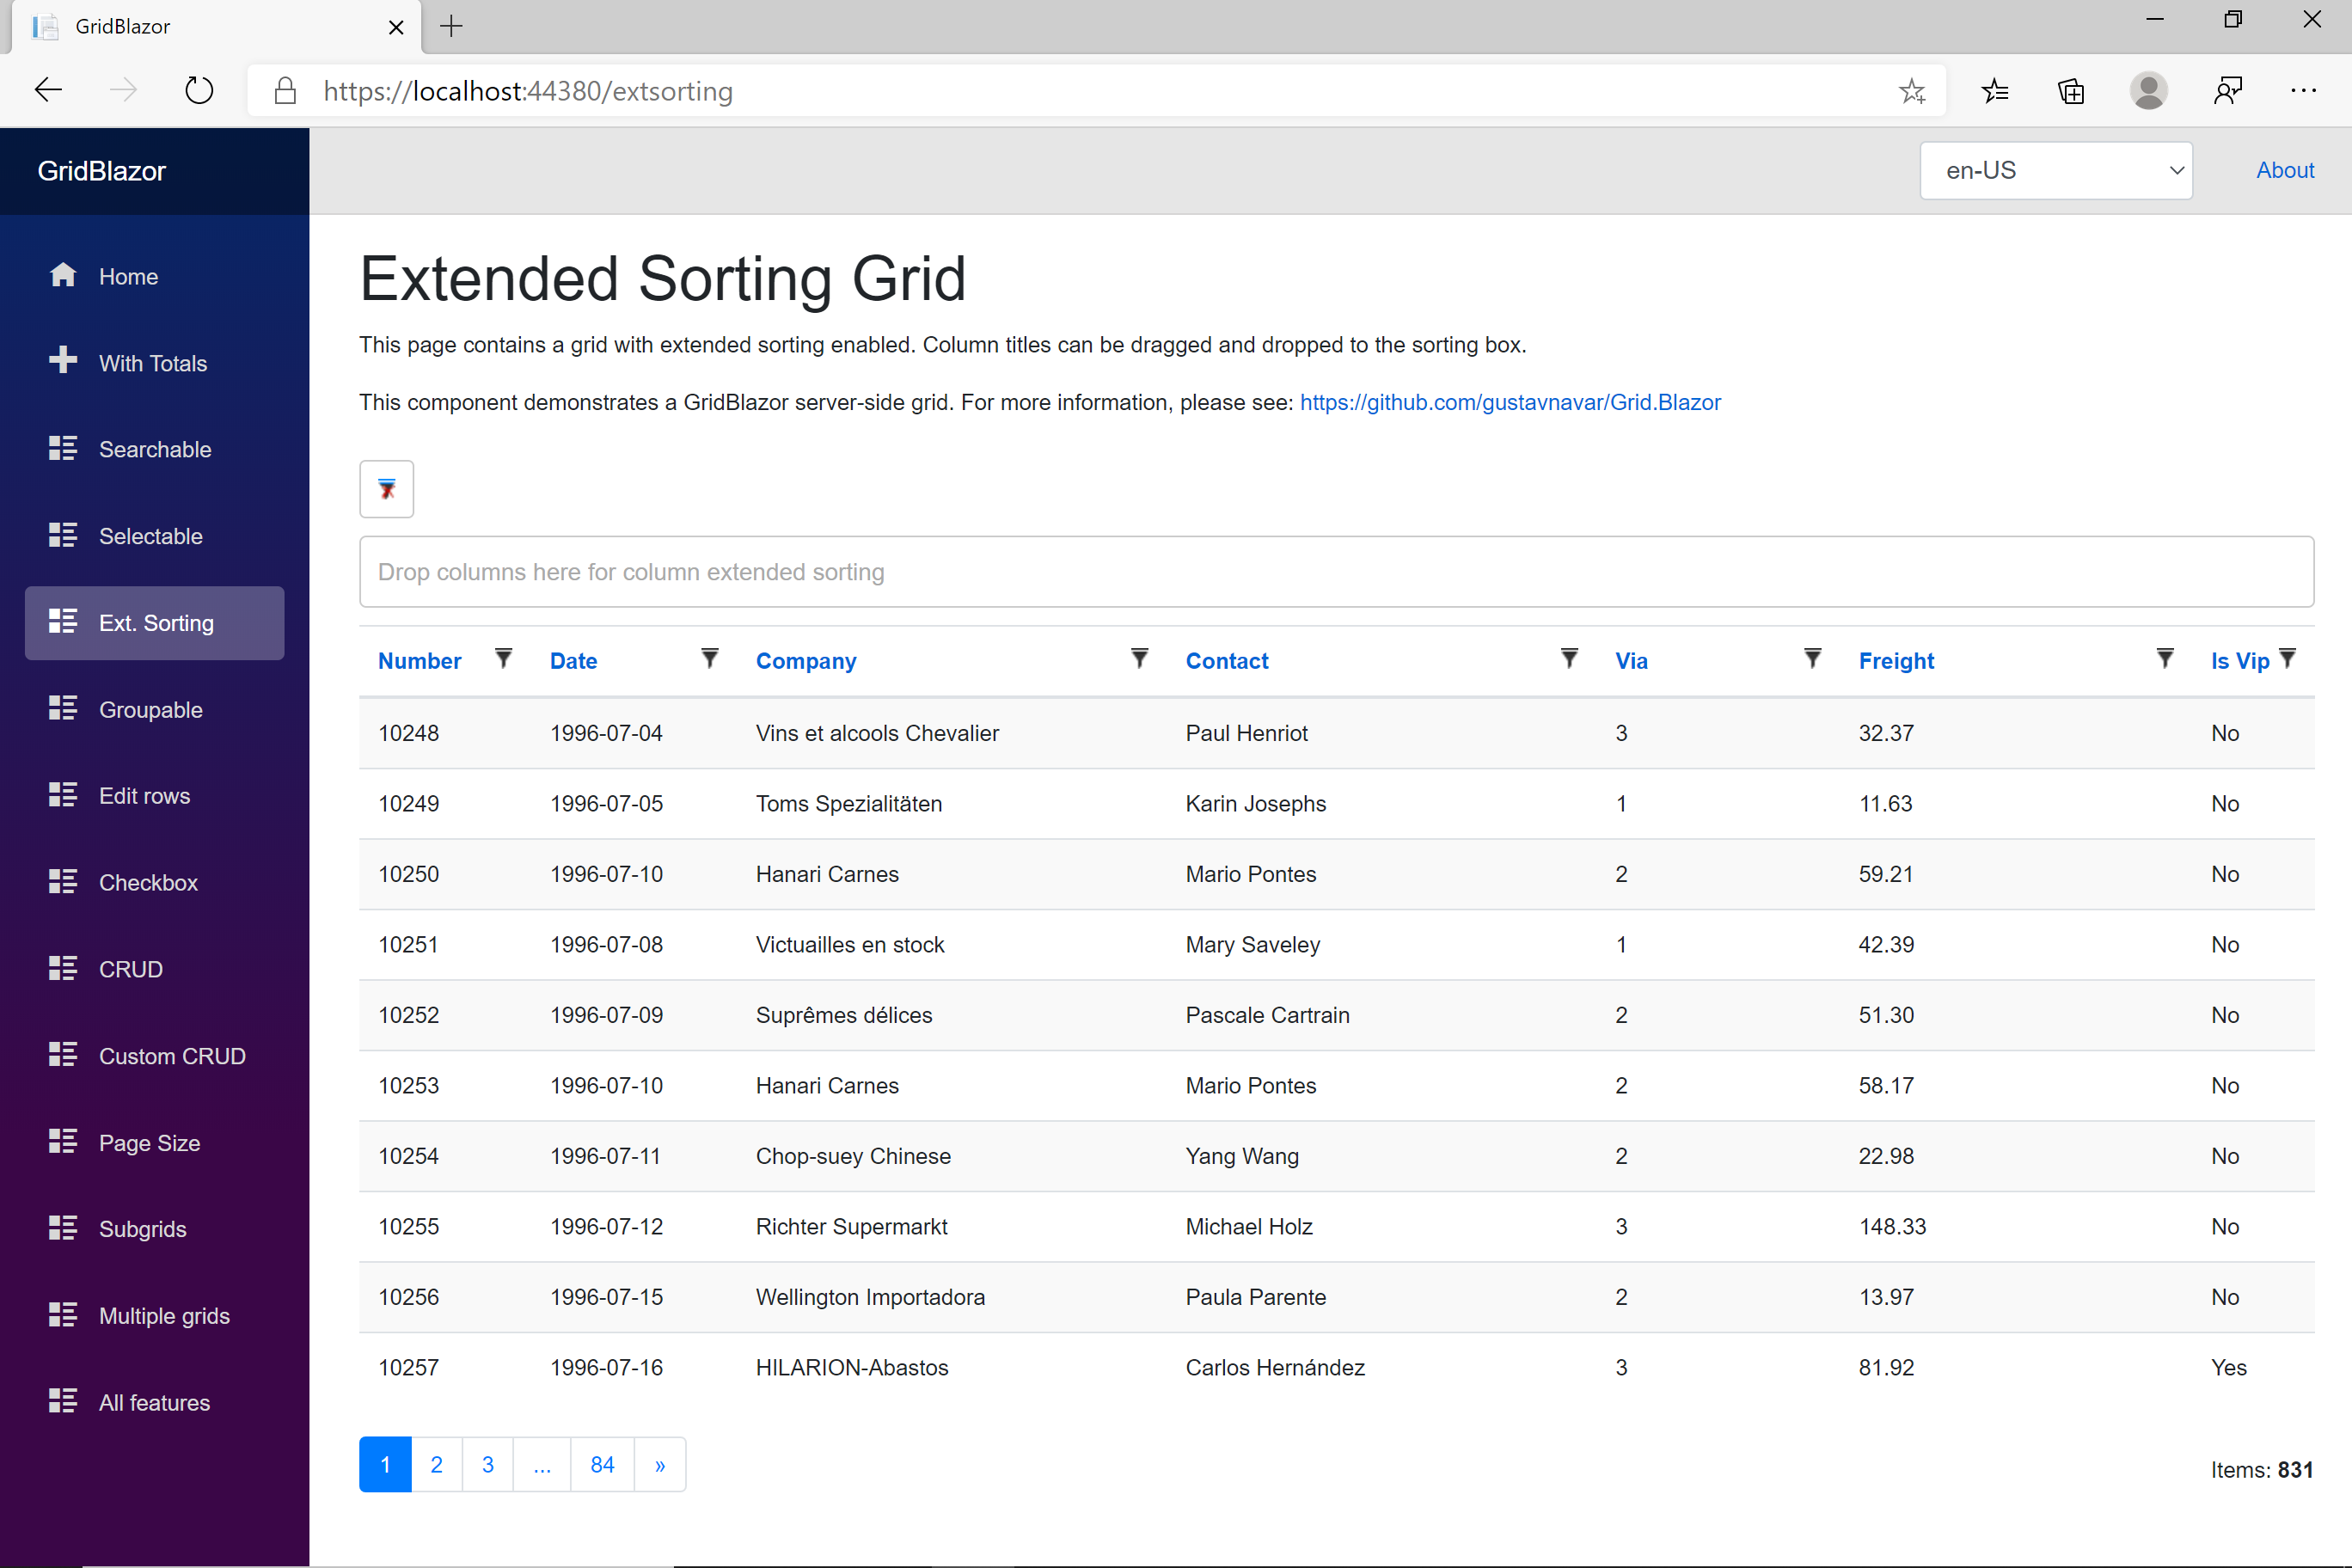 GridBlazor
https://localhost:44380/extsorting
GridBlazor
en-US
About
Home
With Totals
Searchable
Selectable
Ext. Sorting
Groupable
Edit rows
Checkbox
CRUD
Custom CRUD
Page Size
Subgrids
Multiple grids
All features
Extended Sorting Grid
This page contains a grid with extended sorting enabled. Column titles can be dragged and dropped to the sorting box.
This component demonstrates a GridBlazor server-side grid. For more information, please see: https://github.com/gustavnavar/Grid.Blazor
Drop columns here for column extended sorting
Number Date Company Contact Via Freight Is Vip
10248 1996-07-04 Vins et alcools Chevalier Paul Henriot 3 32.37 No
10249 1996-07-05 Toms Spezialitäten Karin Josephs 1 11.63 No
10250 1996-07-10 Hanari Carnes Mario Pontes 2 59.21 No
10251 1996-07-08 Victuailles en stock Mary Saveley 1 42.39 No
10252 1996-07-09 Suprêmes délices Pascale Cartrain 2 51.30 No
10253 1996-07-10 Hanari Carnes Mario Pontes 2 58.17 No
10254 1996-07-11 Chop-suey Chinese Yang Wang 2 22.98 No
10255 1996-07-12 Richter Supermarkt Michael Holz 3 148.33 No
10256 1996-07-15 Wellington Importadora Paula Parente 2 13.97 No
10257 1996-07-16 HILARION-Abastos Carlos Hernández 3 81.92 Yes
1 2 3 ... 84 »
Items: 831